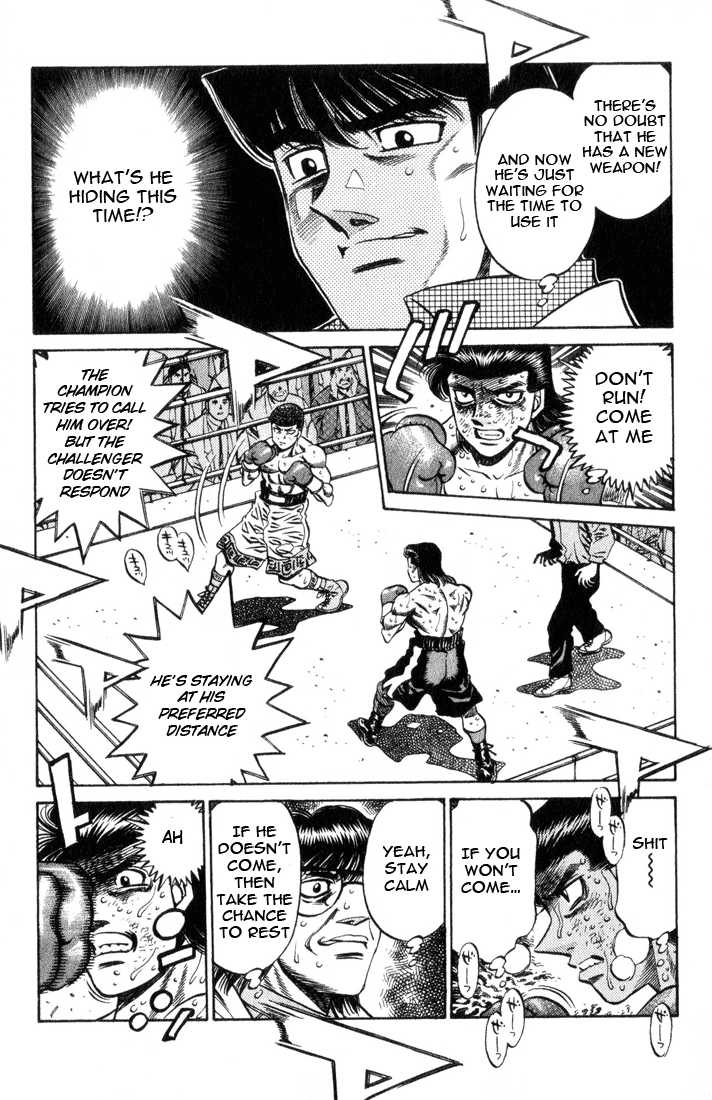 THERE'S
NO DOUBT
THAT HE
HAS A NEW
WEAPON!
AND NOW
HE'S JUST
WAITING FOR
THE TIME TO
USE IT
WHAT'S HE
HIDING THIS
TIME!?
DON'T
RUN!
COME
AT ME
THE
CHAMPION
TRIES TO CALL
HIM OVER!
BUT THE
CHALLENGER
DOESN'T
RESPOND
HE'S STAYING
AT HIS
PREFERRED
DISTANCE
SHIT
IF YOU
WON'T
COME...
YEAH,
STAY
CALM
IF HE
DOESN'T
COME,
THEN
TAKE THE
CHANCE
TO REST
AH